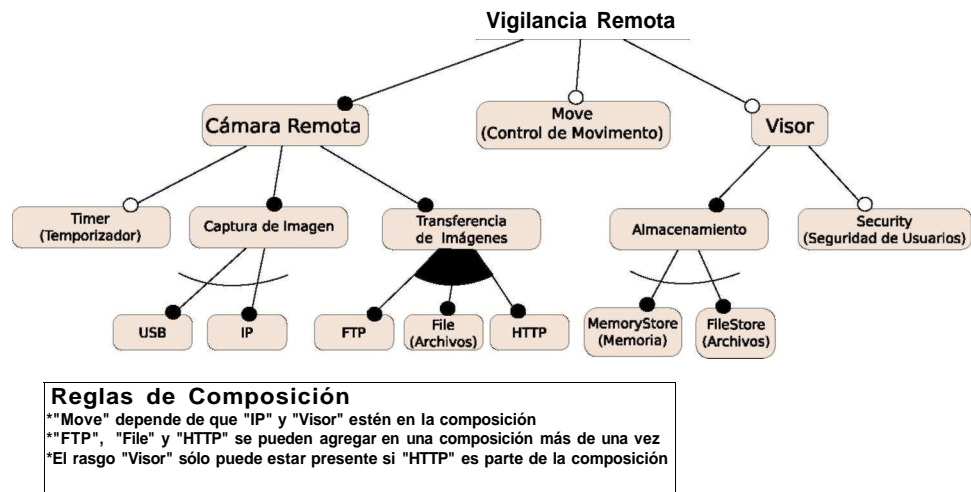 Vigilancia Remota
Cámara Remota
Move
(Control de Movimento)
Visor
Timer
(Temporizador)
Captura de Imagen
Transferencia
de Imágenes
Almacenamiento
Security
(Seguridad de Usuarios)
USB
IP
FTP
File
(Archivos)
HTTP
MemoryStore
(Memoria)
FileStore
(Archivos)
Reglas de Composición
*"Move" depende de que "IP" y "Visor" estén en la composición
*"FTP", "File" y "HTTP" se pueden agregar en una composición más de una vez
*El rasgo "Visor" sólo puede estar presente si "HTTP" es parte de la composición